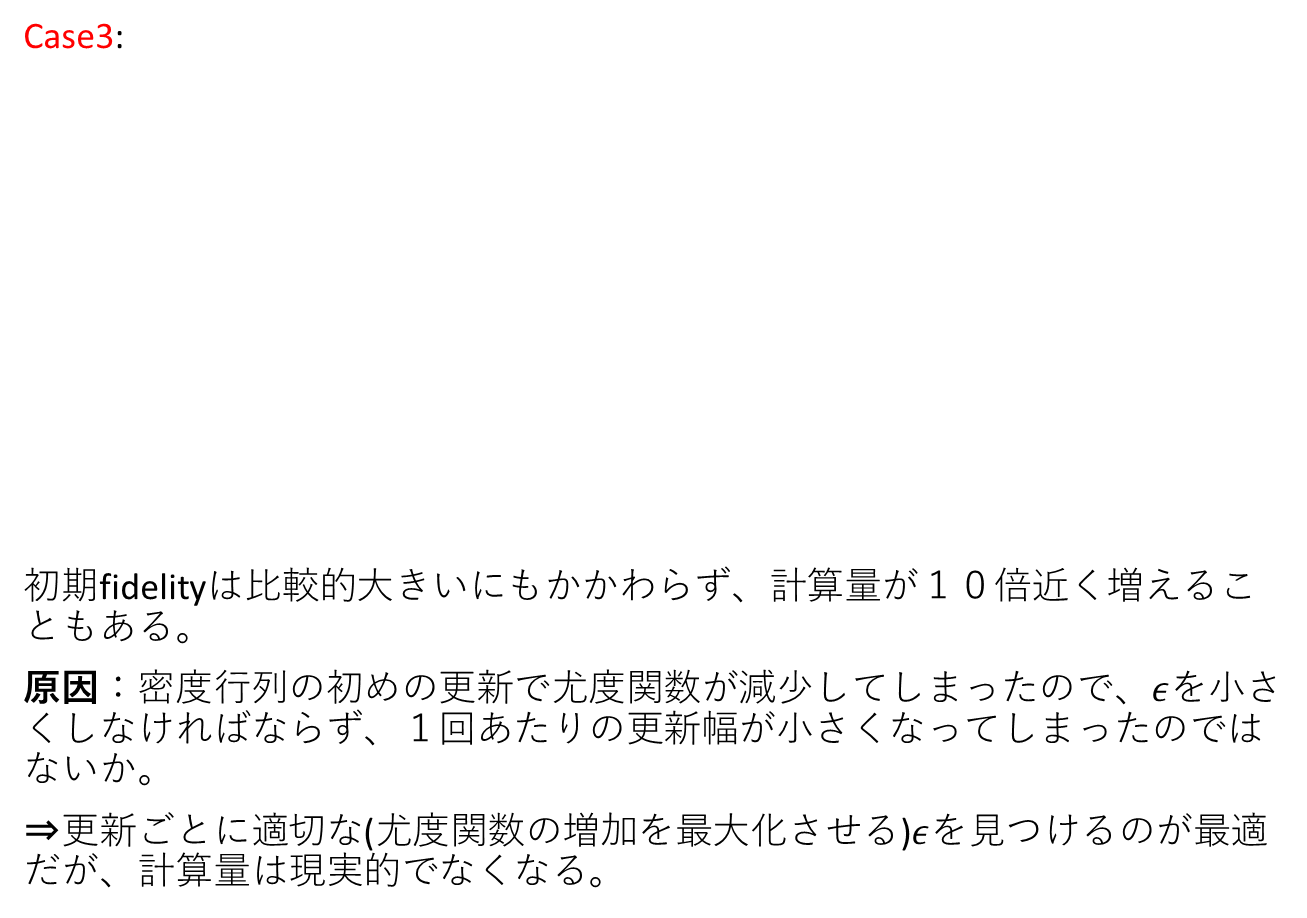 Case3:
初期fidelityは比較的大きいにもかかわらず、計算量が１０倍近く増えるこ
ともある。
原因：密度行列の初めの更新で尤度関数が減少してしまったので、ϵを小さ
くしなければならず、１回あたりの更新幅が小さくなってしまったのでは
ないか。
⇒更新ごとに適切な(尤度関数の増加を最大化させる)ϵを見つけるのが最適
だが、計算量は現実的でなくなる。